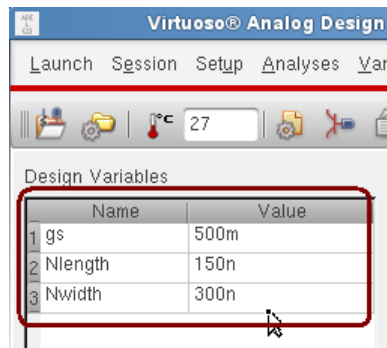 Virtuoso® Analog Design
Launch Session Setup Analyses Var
°C 27
Design Variables
Name Value
1 gs 500m
2 Nlength 150n
3 Nwidth 300n